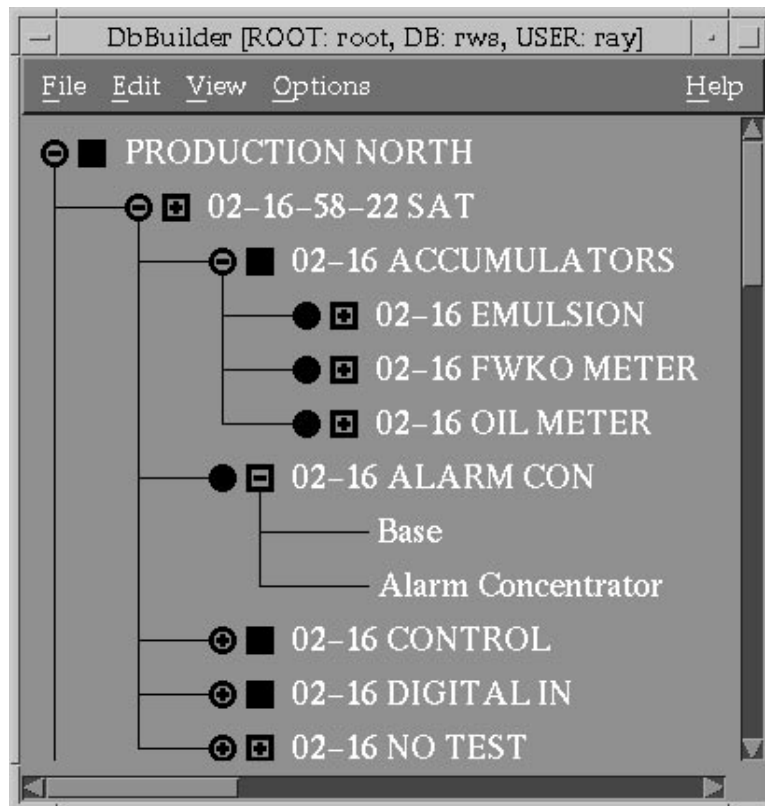 DbBuilder [ROOT: root, DB: rws, USER: ray]
File Edit View Options Help
PRODUCTION NORTH
02-16-58-22 SAT
02-16 ACCUMULATORS
02-16 EMULSION
02-16 FWKO METER
02-16 OIL METER
02-16 ALARM CON
Base
Alarm Concentrator
02-16 CONTROL
02-16 DIGITAL IN
02-16 NO TEST